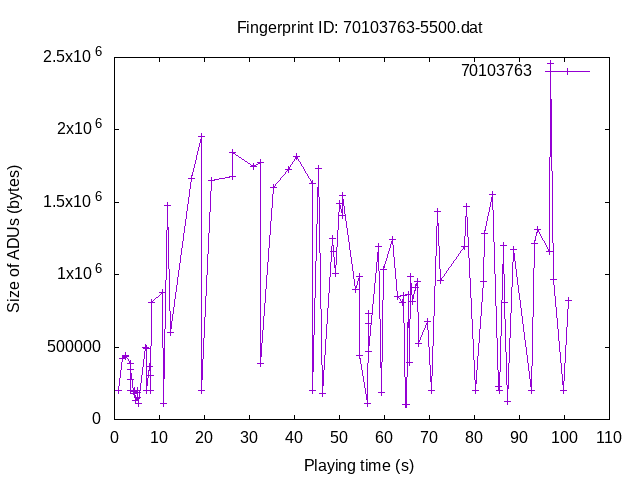 Fingerprint ID: 70103763-5500.dat
2.5x10^6
70103763
2x10^6
1.5x10^6
1x10^6
500000
0
Size of ADUs (bytes)
0 10 20 30 40 50 60 70 80 90 100 110
Playing time (s)